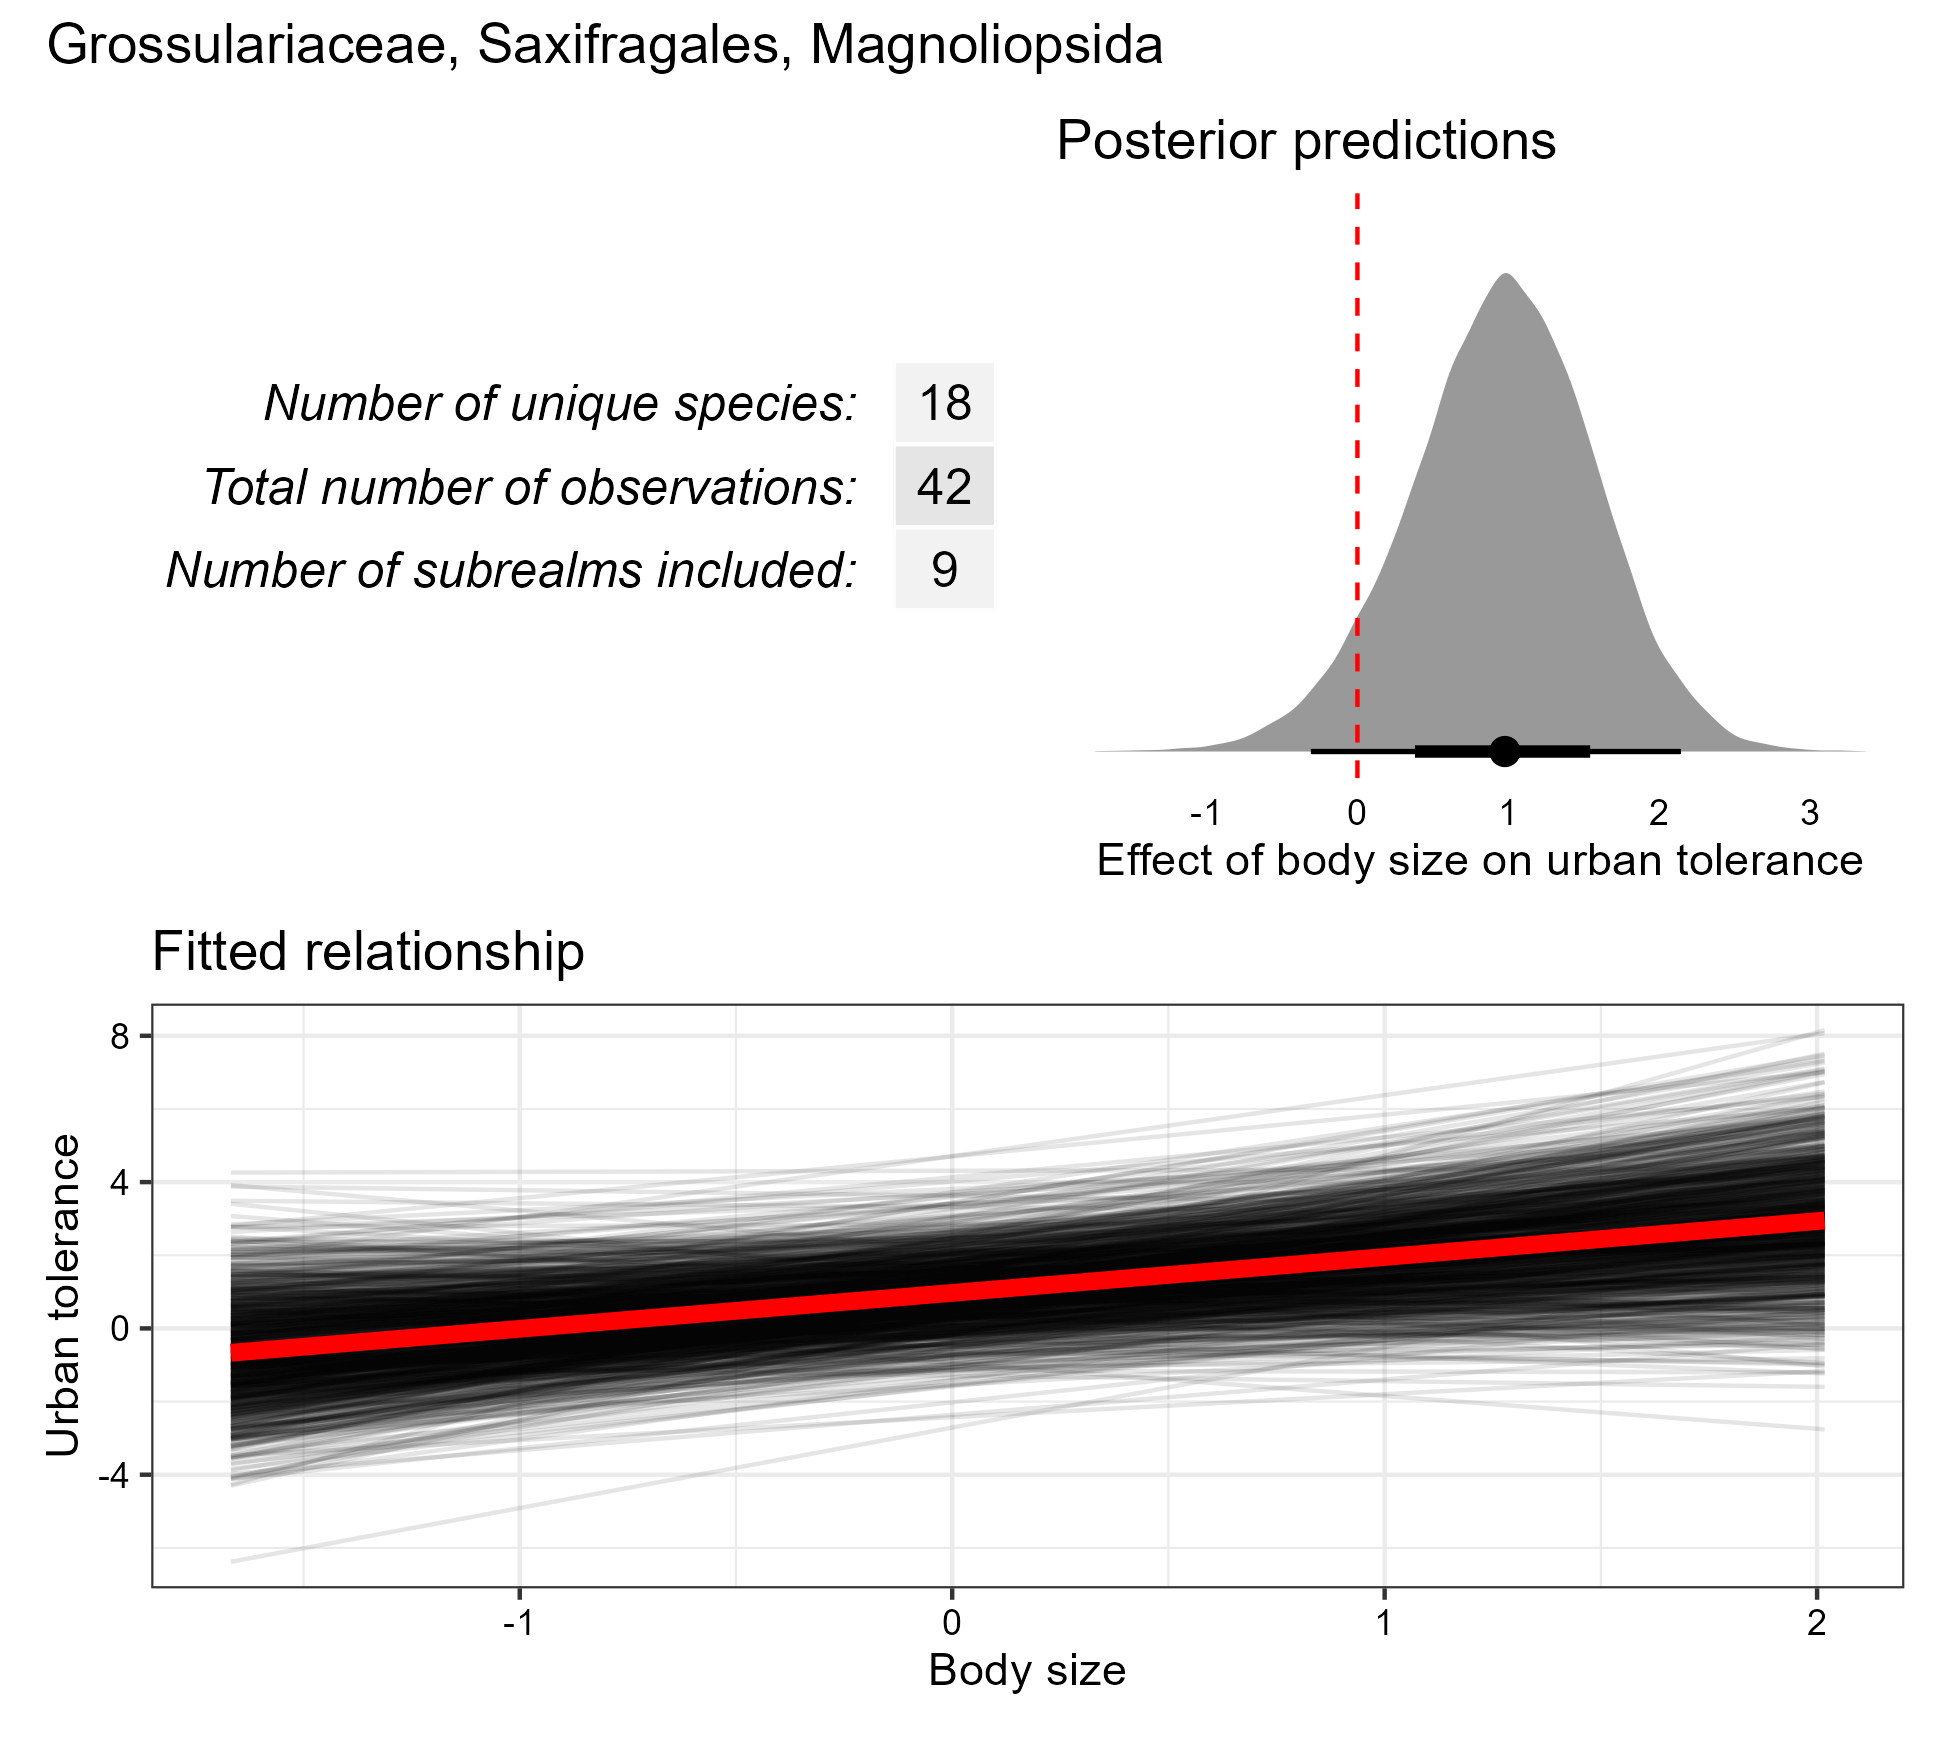 Grossulariaceae, Saxifragales, Magnoliopsida
Posterior predictions
Number of unique species: 18
Total number of observations: 42
Number of subrealms included: 9
-1 0 1 2 3
Effect of body size on urban tolerance
Fitted relationship
Urban tolerance
8
4
0
-4
-1 0 1 2
Body size